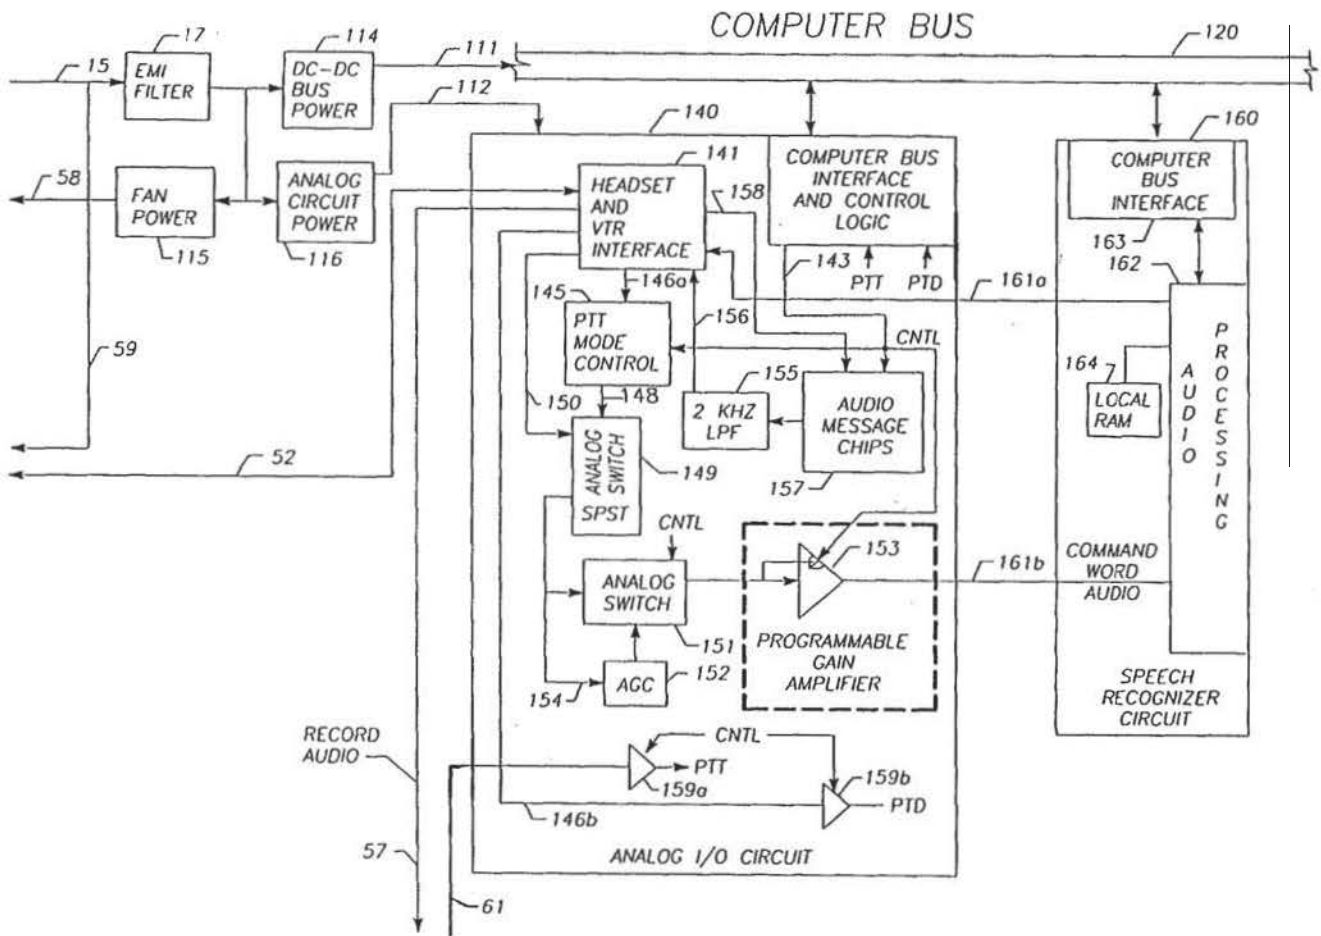 COMPUTER BUS
15
17
EMI
FILTER
114
DC-DC
BUS
POWER
111
120
112
58
FAN
POWER
115
ANALOG
CIRCUIT
POWER
116
59
52
140
141
HEADSET
AND
VTR
INTERFACE
158
COMPUTER BUS
INTERFACE
AND CONTROL
LOGIC
143
PTT
PTD
160
COMPUTER
BUS
INTERFACE
163
162
161a
146a
145
PTT
MODE
CONTROL
156
CNTL
164
LOCAL
RAM
AUDIO
PROCESSING
150
148
155
2 KHZ
LPF
AUDIO
MESSAGE
CHIPS
157
ANALOG
SWITCH
SPST
149
CNTL
153
161b
COMMAND
WORD
AUDIO
ANALOG
SWITCH
151
PROGRAMMABLE
GAIN
AMPLIFIER
154
AGC
152
SPEECH
RECOGNIZER
CIRCUIT
RECORD
AUDIO
CNTL
PTT
159a
159b
PTD
146b
57
ANALOG I/O CIRCUIT
61